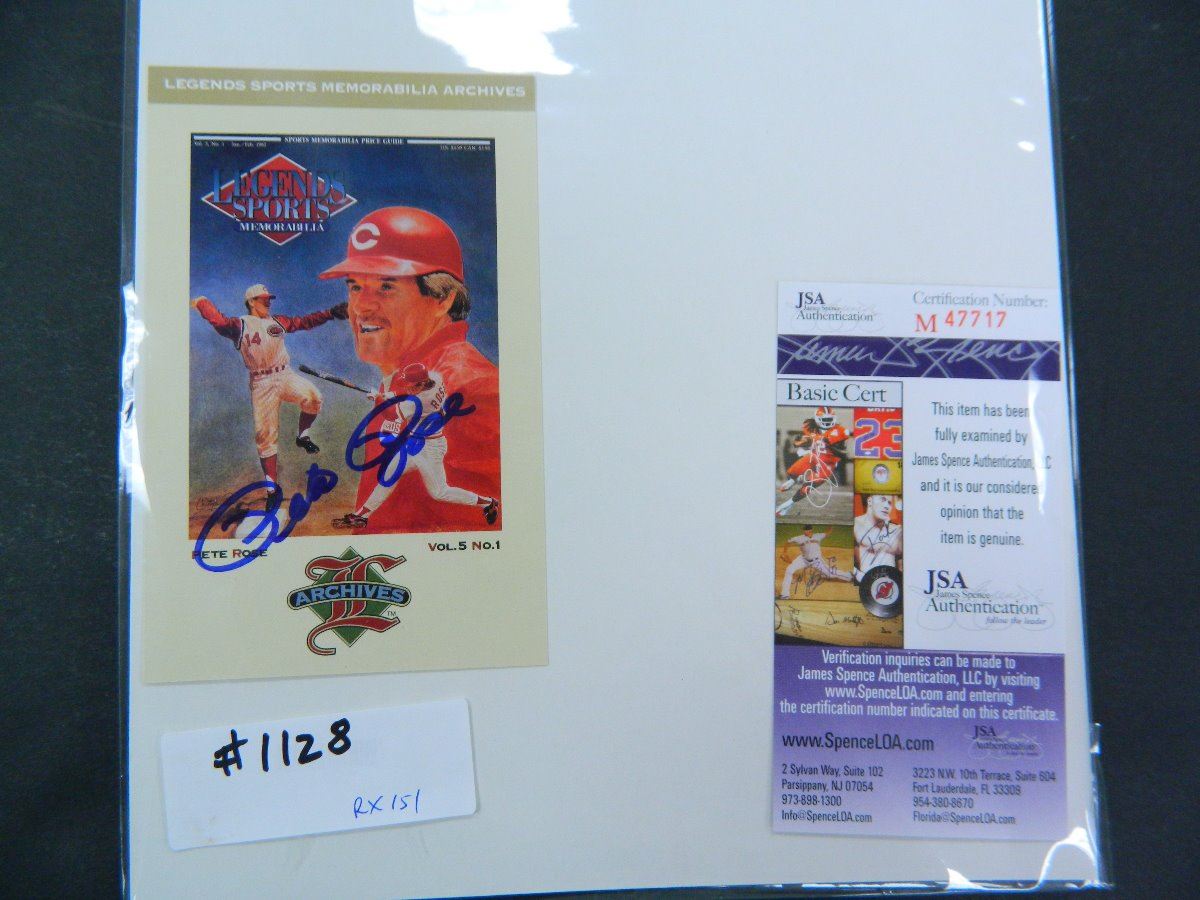 LEGENDS SPORTS MEMORABILIA ARCHIVES
SPORTS MEMORABILIA PRICE GUIDE
LEGENDS
SPORTS
MEMORABILIA
C
14
ROSE
Pete Rose
PETE ROSE
VOL.5 NO.1
ARCHIVES
TM
#1128
RX151
JSA
James Spence
Authentication
Certification Number:
M 47717
Basic Cert
23
This item has been
fully examined by
James Spence Authentication, LLC
and it is our considered
opinion that the
item is genuine.
JSA
James Spence
Authentication
follow the leader
Verification inquiries can be made to
James Spence Authentication, LLC by visiting
www.SpenceLOA.com and entering
the certification number indicated on this certificate.
www.SpenceLOA.com
JSA
James Spence
Authentication
2 Sylvan Way, Suite 102
Parsippany, NJ 07054
973-898-1300
Info@SpenceLOA.com
3223 N.W. 10th Terrace, Suite 604
Fort Lauderdale, FL 33309
954-380-8670
Florida@SpenceLOA.com